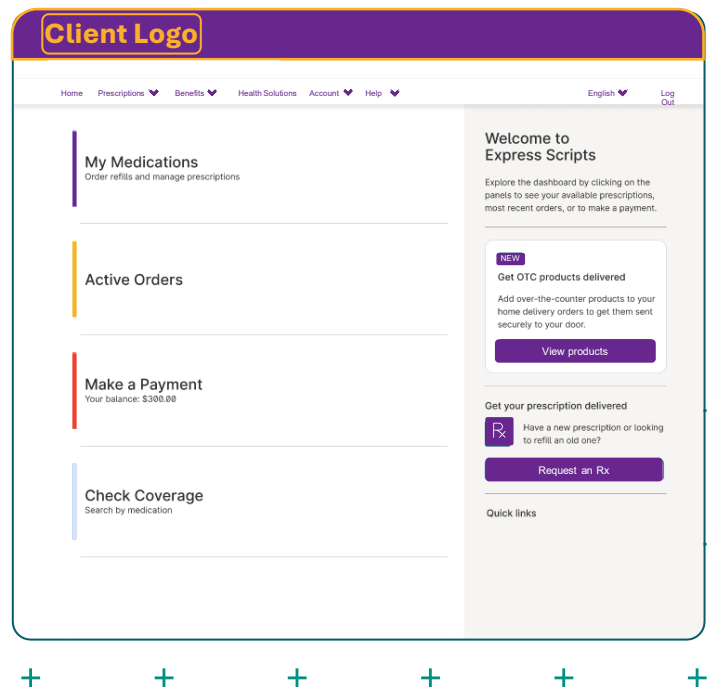 Client Logo
Home Prescriptions Benefits Health Solutions Account Help English Log Out
My Medications
Order refills and manage prescriptions
Active Orders
Make a Payment
Your balance: $300.00
Check Coverage
Search by medication
Welcome to
Express Scripts
Explore the dashboard by clicking on the
panels to see your available prescriptions,
most recent orders, or to make a payment.
NEW
Get OTC products delivered
Add over-the-counter products to your
home delivery orders to get them sent
securely to your door.
View products
Get your prescription delivered
Rx
Have a new prescription or looking
to refill an old one?
Request an Rx
Quick links